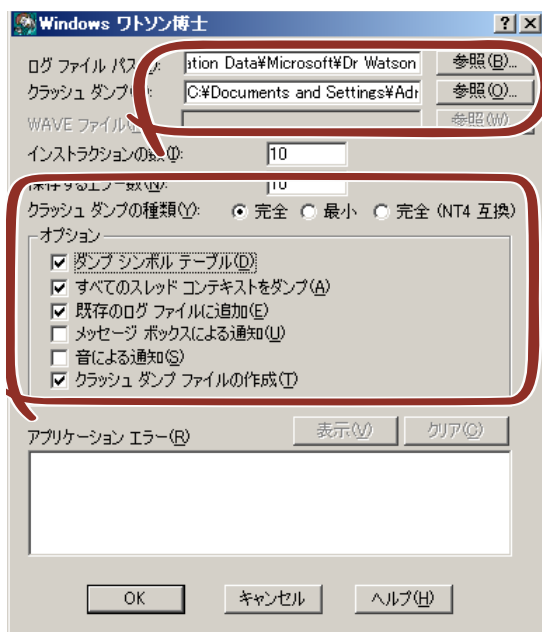 Windows ワトソン博士
ログ ファイル パス ation Data¥Microsoft¥Dr Watson 参照(B)...
クラッシュ ダンプ C:¥Documents and Settings¥Adr 参照(O)...
WAVE ファイル 参照(W)
インストラクションの数(I): 10
保存するエラー数(N): 10
クラッシュ ダンプの種類(Y): 完全 最小 完全 (NT4 互換)
オプション
ダンプ シンボル テーブル(D)
すべてのスレッド コンテキストをダンプ(A)
既存のログ ファイルに追加(E)
メッセージ ボックスによる通知(U)
音による通知(S)
クラッシュ ダンプ ファイルの作成(T)
アプリケーション エラー(R) 表示(V) クリア(C)
OK キャンセル ヘルプ(H)